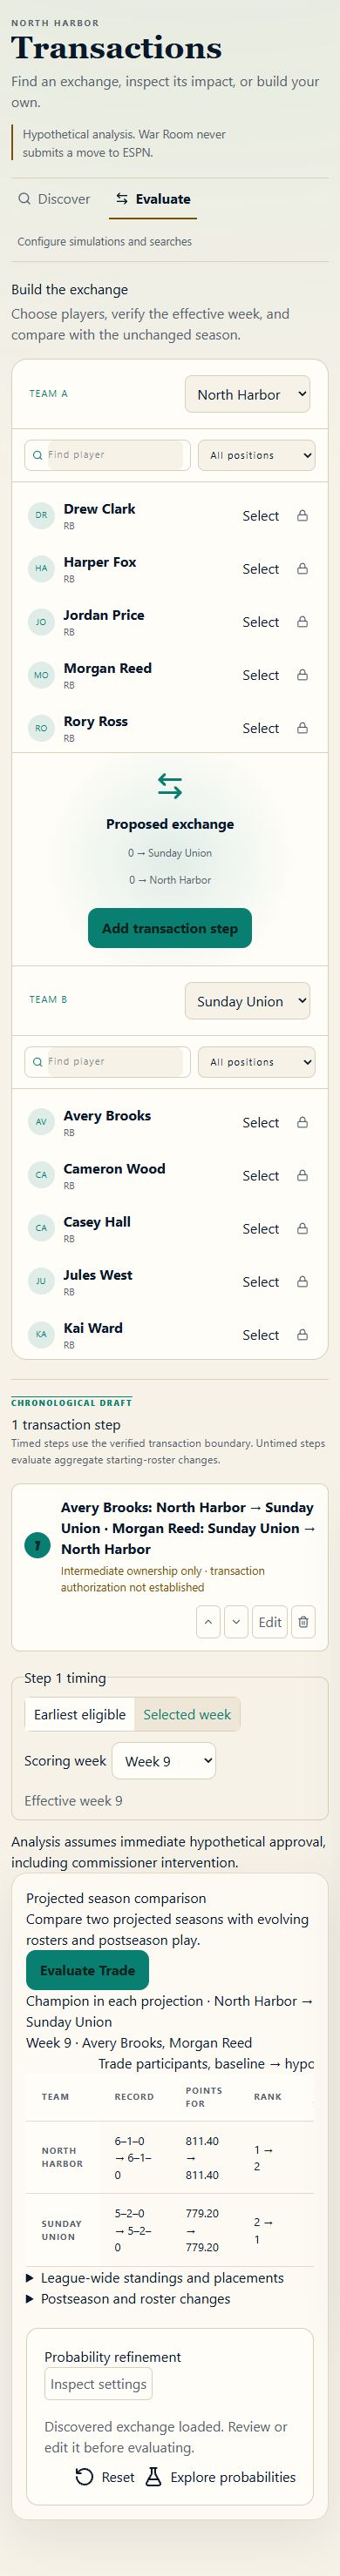 NORTH HARBOR
Transactions
Find an exchange, inspect its impact, or build your
own.
Hypothetical analysis. War Room never
submits a move to ESPN.
Discover
Evaluate
Configure simulations and searches
Build the exchange
Choose players, verify the effective week, and
compare with the unchanged season.
TEAM A
North Harbor
Find player
All positions
DR
Drew Clark
RB
Select
HA
Harper Fox
RB
Select
JO
Jordan Price
RB
Select
MO
Morgan Reed
RB
Select
RO
Rory Ross
RB
Select
Proposed exchange
0 → Sunday Union
0 → North Harbor
Add transaction step
TEAM B
Sunday Union
Find player
All positions
AV
Avery Brooks
RB
Select
CA
Cameron Wood
RB
Select
CA
Casey Hall
RB
Select
JU
Jules West
RB
Select
KA
Kai Ward
RB
Select
CHRONOLOGICAL DRAFT
1 transaction step
Timed steps use the verified transaction boundary. Untimed steps
evaluate aggregate starting-roster changes.
1
Avery Brooks: North Harbor → Sunday
Union · Morgan Reed: Sunday Union →
North Harbor
Intermediate ownership only · transaction
authorization not established
Edit
Step 1 timing
Earliest eligible
Selected week
Scoring week
Week 9
Effective week 9
Analysis assumes immediate hypothetical approval,
including commissioner intervention.
Projected season comparison
Compare two projected seasons with evolving
rosters and postseason play.
Evaluate Trade
Champion in each projection · North Harbor →
Sunday Union
Week 9 · Avery Brooks, Morgan Reed
Trade participants, baseline →
TEAM
RECORD
POINTS
FOR
RANK
NORTH
HARBOR
6–1–0
→ 6–1–
0
811.40
→
811.40
1 →
2
SUNDAY
UNION
5–2–0
→ 5–2–
0
779.20
→
779.20
2 →
1
League-wide standings and placements
Postseason and roster changes
Probability refinement
Inspect settings
Discovered exchange loaded. Review or
edit it before evaluating.
Reset
Explore probabilities